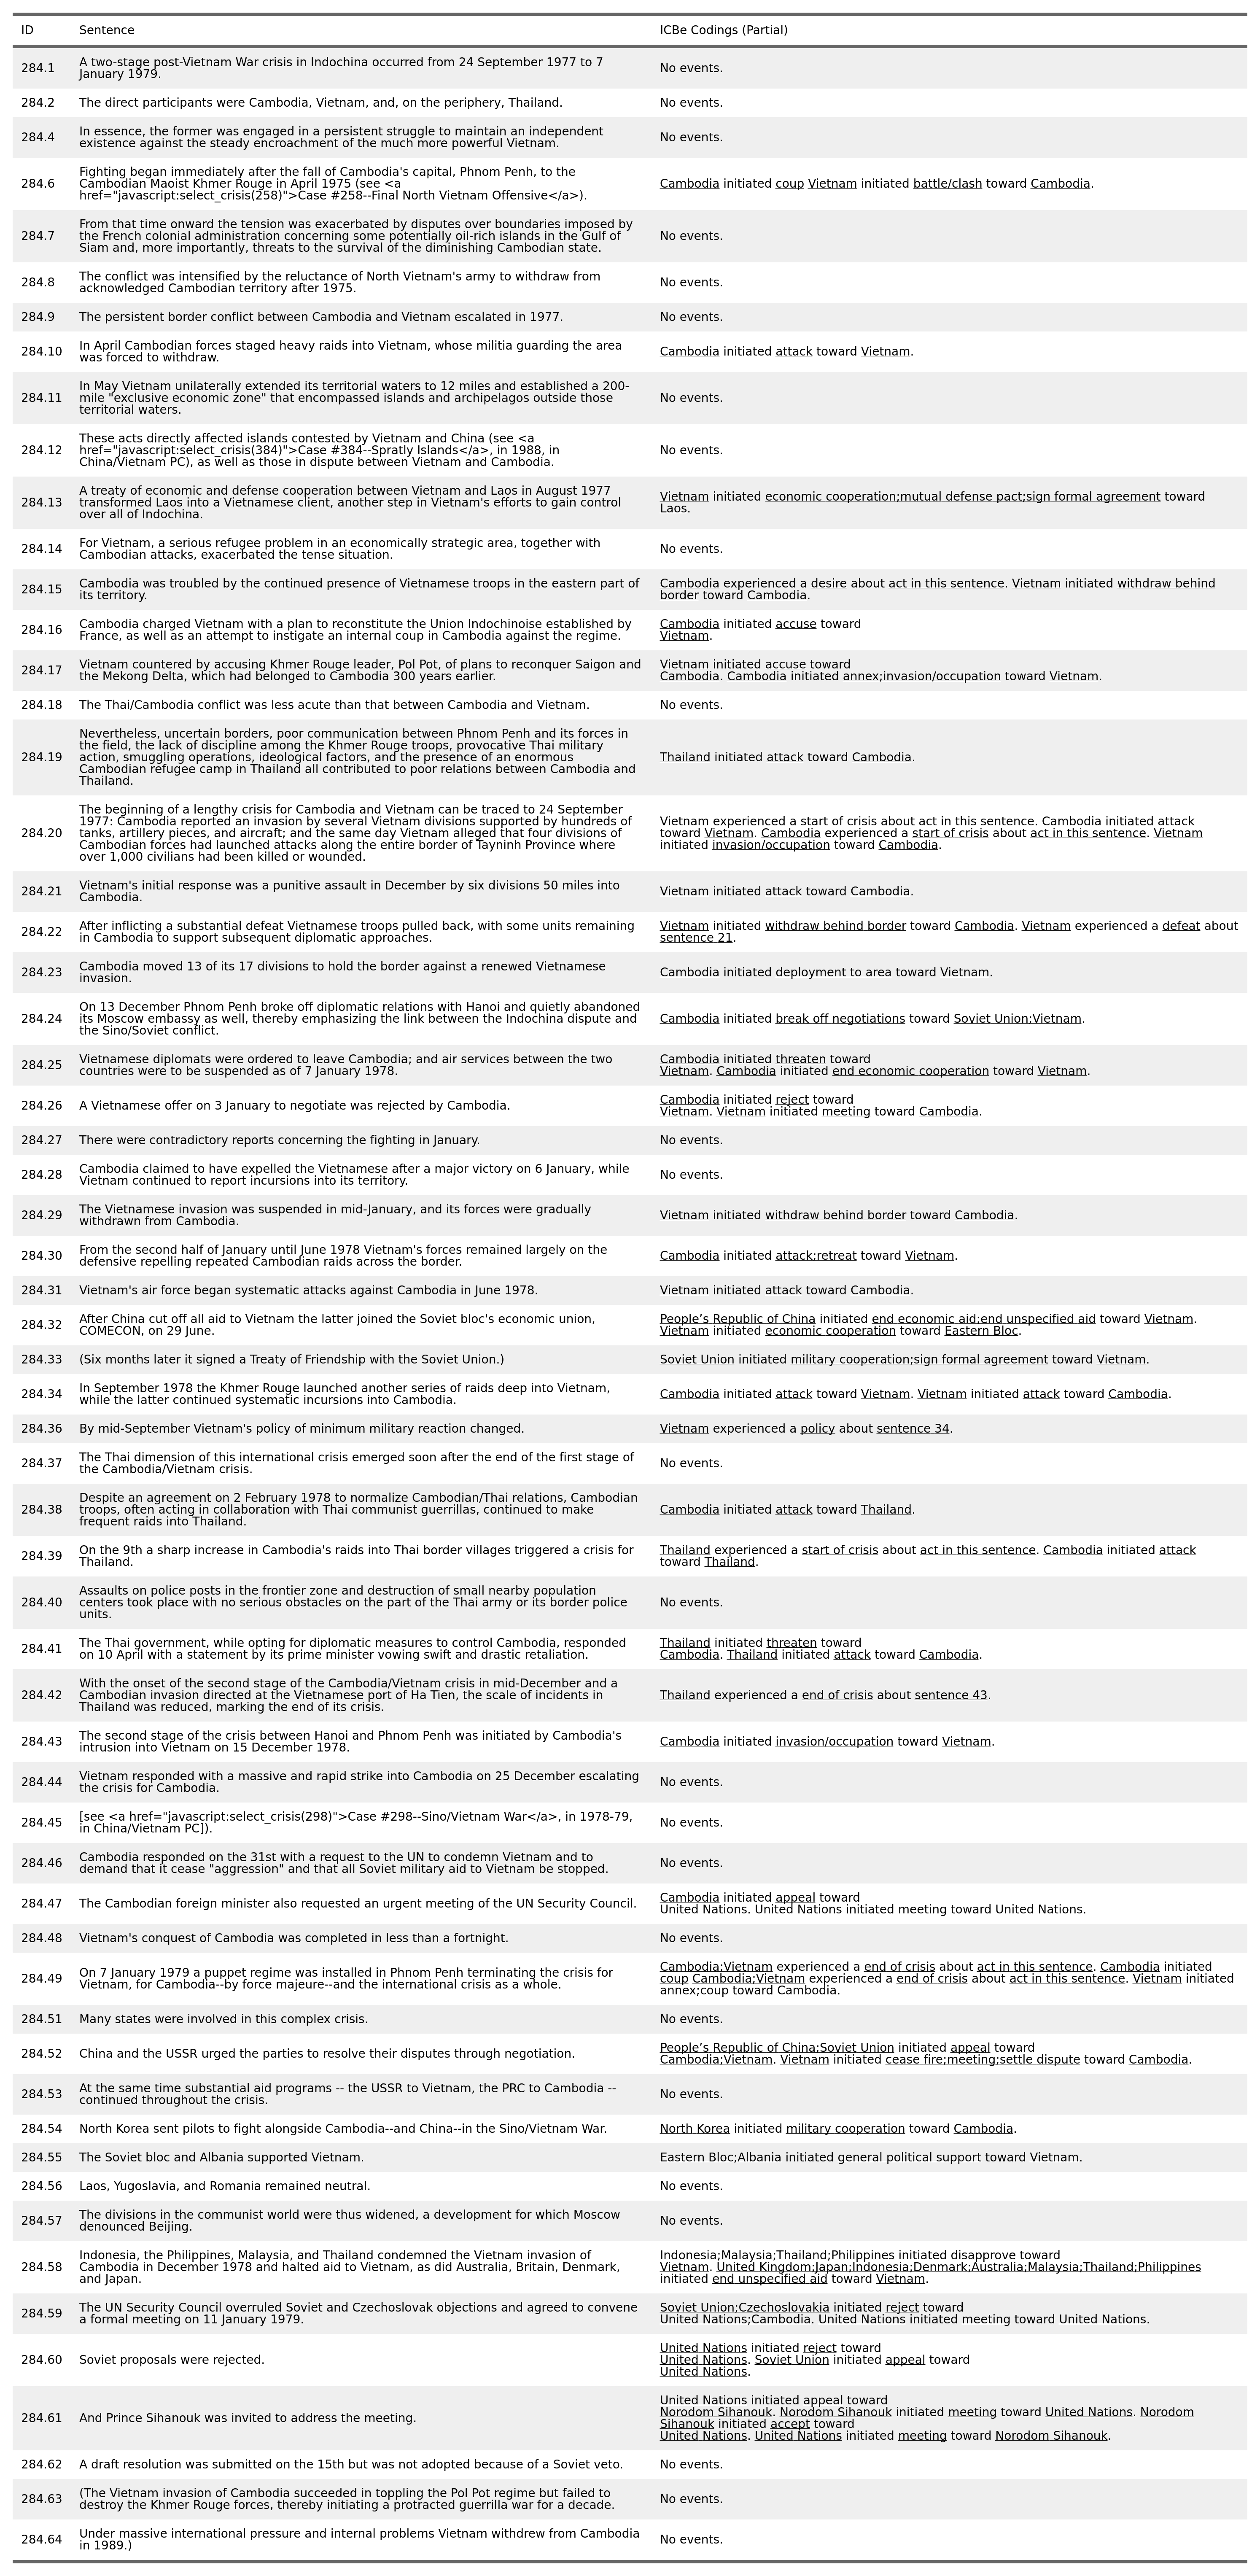 ID Sentence ICBe Codings (Partial)
284.1 A two-stage post-Vietnam War crisis in Indochina occurred from 24 September 1977 to 7
January 1979.
No events.
284.2 The direct participants were Cambodia, Vietnam, and, on the periphery, Thailand. No events.
284.4 In essence, the former was engaged in a persistent struggle to maintain an independent
existence against the steady encroachment of the much more powerful Vietnam.
No events.
284.6 Fighting began immediately after the fall of Cambodia's capital, Phnom Penh, to the
Cambodian Maoist Khmer Rouge in April 1975 (see <a
href="javascript:select_crisis(258)">Case #258--Final North Vietnam Offensive</a>).
Cambodia initiated coup Vietnam initiated battle/clash toward Cambodia.
284.7 From that time onward the tension was exacerbated by disputes over boundaries imposed by
the French colonial administration concerning some potentially oil-rich islands in the Gulf of
Siam and, more importantly, threats to the survival of the diminishing Cambodian state.
No events.
284.8 The conflict was intensified by the reluctance of North Vietnam's army to withdraw from
acknowledged Cambodian territory after 1975.
No events.
284.9 The persistent border conflict between Cambodia and Vietnam escalated in 1977. No events.
284.10 In April Cambodian forces staged heavy raids into Vietnam, whose militia guarding the area
was forced to withdraw.
Cambodia initiated attack toward Vietnam.
284.11 In May Vietnam unilaterally extended its territorial waters to 12 miles and established a 200-
mile "exclusive economic zone" that encompassed islands and archipelagos outside those
territorial waters.
No events.
284.12 These acts directly affected islands contested by Vietnam and China (see <a
href="javascript:select_crisis(384)">Case #384--Spratly Islands</a>, in 1988, in
China/Vietnam PC), as well as those in dispute between Vietnam and Cambodia.
No events.
284.13 A treaty of economic and defense cooperation between Vietnam and Laos in August 1977
transformed Laos into a Vietnamese client, another step in Vietnam's efforts to gain control
over all of Indochina.
Vietnam initiated economic cooperation;mutual defense pact;sign formal agreement toward
Laos.
284.14 For Vietnam, a serious refugee problem in an economically strategic area, together with
Cambodian attacks, exacerbated the tense situation.
No events.
284.15 Cambodia was troubled by the continued presence of Vietnamese troops in the eastern part of
its territory.
Cambodia experienced a desire about act in this sentence. Vietnam initiated withdraw behind
border toward Cambodia.
284.16 Cambodia charged Vietnam with a plan to reconstitute the Union Indochinoise established by
France, as well as an attempt to instigate an internal coup in Cambodia against the regime.
Cambodia initiated accuse toward
Vietnam.
284.17 Vietnam countered by accusing Khmer Rouge leader, Pol Pot, of plans to reconquer Saigon and
the Mekong Delta, which had belonged to Cambodia 300 years earlier.
Vietnam initiated accuse toward
Cambodia. Cambodia initiated annex;invasion/occupation toward Vietnam.
284.18 The Thai/Cambodia conflict was less acute than that between Cambodia and Vietnam. No events.
284.19 Nevertheless, uncertain borders, poor communication between Phnom Penh and its forces in
the field, the lack of discipline among the Khmer Rouge troops, provocative Thai military
action, smuggling operations, ideological factors, and the presence of an enormous
Cambodian refugee camp in Thailand all contributed to poor relations between Cambodia and
Thailand.
Thailand initiated attack toward Cambodia.
284.20 The beginning of a lengthy crisis for Cambodia and Vietnam can be traced to 24 September
1977: Cambodia reported an invasion by several Vietnam divisions supported by hundreds of
tanks, artillery pieces, and aircraft; and the same day Vietnam alleged that four divisions of
Cambodian forces had launched attacks along the entire border of Tayninh Province where
over 1,000 civilians had been killed or wounded.
Vietnam experienced a start of crisis about act in this sentence. Cambodia initiated attack
toward Vietnam. Cambodia experienced a start of crisis about act in this sentence. Vietnam
initiated invasion/occupation toward Cambodia.
284.21 Vietnam's initial response was a punitive assault in December by six divisions 50 miles into
Cambodia.
Vietnam initiated attack toward Cambodia.
284.22 After inflicting a substantial defeat Vietnamese troops pulled back, with some units remaining
in Cambodia to support subsequent diplomatic approaches.
Vietnam initiated withdraw behind border toward Cambodia. Vietnam experienced a defeat about
sentence 21.
284.23 Cambodia moved 13 of its 17 divisions to hold the border against a renewed Vietnamese
invasion.
Cambodia initiated deployment to area toward Vietnam.
284.24 On 13 December Phnom Penh broke off diplomatic relations with Hanoi and quietly abandoned
its Moscow embassy as well, thereby emphasizing the link between the Indochina dispute and
the Sino/Soviet conflict.
Cambodia initiated break off negotiations toward Soviet Union;Vietnam.
284.25 Vietnamese diplomats were ordered to leave Cambodia; and air services between the two
countries were to be suspended as of 7 January 1978.
Cambodia initiated threaten toward
Vietnam. Cambodia initiated end economic cooperation toward Vietnam.
284.26 A Vietnamese offer on 3 January to negotiate was rejected by Cambodia.
Cambodia initiated reject toward
Vietnam. Vietnam initiated meeting toward Cambodia.
284.27 There were contradictory reports concerning the fighting in January. No events.
284.28 Cambodia claimed to have expelled the Vietnamese after a major victory on 6 January, while
Vietnam continued to report incursions into its territory.
No events.
284.29 The Vietnamese invasion was suspended in mid-January, and its forces were gradually
withdrawn from Cambodia.
Vietnam initiated withdraw behind border toward Cambodia.
284.30 From the second half of January until June 1978 Vietnam's forces remained largely on the
defensive repelling repeated Cambodian raids across the border.
Cambodia initiated attack;retreat toward Vietnam.
284.31 Vietnam's air force began systematic attacks against Cambodia in June 1978. Vietnam initiated attack toward Cambodia.
284.32 After China cut off all aid to Vietnam the latter joined the Soviet bloc's economic union,
COMECON, on 29 June.
People’s Republic of China initiated end economic aid;end unspecified aid toward Vietnam.
Vietnam initiated economic cooperation toward Eastern Bloc.
284.33 (Six months later it signed a Treaty of Friendship with the Soviet Union.) Soviet Union initiated military cooperation;sign formal agreement toward Vietnam.
284.34 In September 1978 the Khmer Rouge launched another series of raids deep into Vietnam,
while the latter continued systematic incursions into Cambodia.
Cambodia initiated attack toward Vietnam. Vietnam initiated attack toward Cambodia.
284.36 By mid-September Vietnam's policy of minimum military reaction changed. Vietnam experienced a policy about sentence 34.
284.37 The Thai dimension of this international crisis emerged soon after the end of the first stage of
the Cambodia/Vietnam crisis.
No events.
284.38 Despite an agreement on 2 February 1978 to normalize Cambodian/Thai relations, Cambodian
troops, often acting in collaboration with Thai communist guerrillas, continued to make
frequent raids into Thailand.
Cambodia initiated attack toward Thailand.
284.39 On the 9th a sharp increase in Cambodia's raids into Thai border villages triggered a crisis for
Thailand.
Thailand experienced a start of crisis about act in this sentence. Cambodia initiated attack
toward Thailand.
284.40 Assaults on police posts in the frontier zone and destruction of small nearby population
centers took place with no serious obstacles on the part of the Thai army or its border police
units.
No events.
284.41 The Thai government, while opting for diplomatic measures to control Cambodia, responded
on 10 April with a statement by its prime minister vowing swift and drastic retaliation.
Thailand initiated threaten toward
Cambodia. Thailand initiated attack toward Cambodia.
284.42 With the onset of the second stage of the Cambodia/Vietnam crisis in mid-December and a
Cambodian invasion directed at the Vietnamese port of Ha Tien, the scale of incidents in
Thailand was reduced, marking the end of its crisis.
Thailand experienced a end of crisis about sentence 43.
284.43 The second stage of the crisis between Hanoi and Phnom Penh was initiated by Cambodia's
intrusion into Vietnam on 15 December 1978.
Cambodia initiated invasion/occupation toward Vietnam.
284.44 Vietnam responded with a massive and rapid strike into Cambodia on 25 December escalating
the crisis for Cambodia.
No events.
284.45 [see <a href="javascript:select_crisis(298)">Case #298--Sino/Vietnam War</a>, in 1978-79,
in China/Vietnam PC]).
No events.
284.46 Cambodia responded on the 31st with a request to the UN to condemn Vietnam and to
demand that it cease "aggression" and that all Soviet military aid to Vietnam be stopped.
No events.
284.47 The Cambodian foreign minister also requested an urgent meeting of the UN Security Council.
Cambodia initiated appeal toward
United Nations. United Nations initiated meeting toward United Nations.
284.48 Vietnam's conquest of Cambodia was completed in less than a fortnight. No events.
284.49 On 7 January 1979 a puppet regime was installed in Phnom Penh terminating the crisis for
Vietnam, for Cambodia--by force majeure--and the international crisis as a whole.
Cambodia;Vietnam experienced a end of crisis about act in this sentence. Cambodia initiated
coup Cambodia;Vietnam experienced a end of crisis about act in this sentence. Vietnam initiated
annex;coup toward Cambodia.
284.51 Many states were involved in this complex crisis. No events.
284.52 China and the USSR urged the parties to resolve their disputes through negotiation.
People’s Republic of China;Soviet Union initiated appeal toward
Cambodia;Vietnam. Vietnam initiated cease fire;meeting;settle dispute toward Cambodia.
284.53 At the same time substantial aid programs -- the USSR to Vietnam, the PRC to Cambodia --
continued throughout the crisis.
No events.
284.54 North Korea sent pilots to fight alongside Cambodia--and China--in the Sino/Vietnam War. North Korea initiated military cooperation toward Cambodia.
284.55 The Soviet bloc and Albania supported Vietnam. Eastern Bloc;Albania initiated general political support toward Vietnam.
284.56 Laos, Yugoslavia, and Romania remained neutral. No events.
284.57 The divisions in the communist world were thus widened, a development for which Moscow
denounced Beijing.
No events.
284.58 Indonesia, the Philippines, Malaysia, and Thailand condemned the Vietnam invasion of
Cambodia in December 1978 and halted aid to Vietnam, as did Australia, Britain, Denmark,
and Japan.
Indonesia;Malaysia;Thailand;Philippines initiated disapprove toward
Vietnam. United Kingdom;Japan;Indonesia;Denmark;Australia;Malaysia;Thailand;Philippines
initiated end unspecified aid toward Vietnam.
284.59 The UN Security Council overruled Soviet and Czechoslovak objections and agreed to convene
a formal meeting on 11 January 1979.
Soviet Union;Czechoslovakia initiated reject toward
United Nations;Cambodia. United Nations initiated meeting toward United Nations.
284.60 Soviet proposals were rejected.
United Nations initiated reject toward
United Nations. Soviet Union initiated appeal toward
United Nations.
284.61 And Prince Sihanouk was invited to address the meeting.
United Nations initiated appeal toward
Norodom Sihanouk. Norodom Sihanouk initiated meeting toward United Nations. Norodom
Sihanouk initiated accept toward
United Nations. United Nations initiated meeting toward Norodom Sihanouk.
284.62 A draft resolution was submitted on the 15th but was not adopted because of a Soviet veto. No events.
284.63 (The Vietnam invasion of Cambodia succeeded in toppling the Pol Pot regime but failed to
destroy the Khmer Rouge forces, thereby initiating a protracted guerrilla war for a decade.
No events.
284.64 Under massive international pressure and internal problems Vietnam withdrew from Cambodia
in 1989.)
No events.